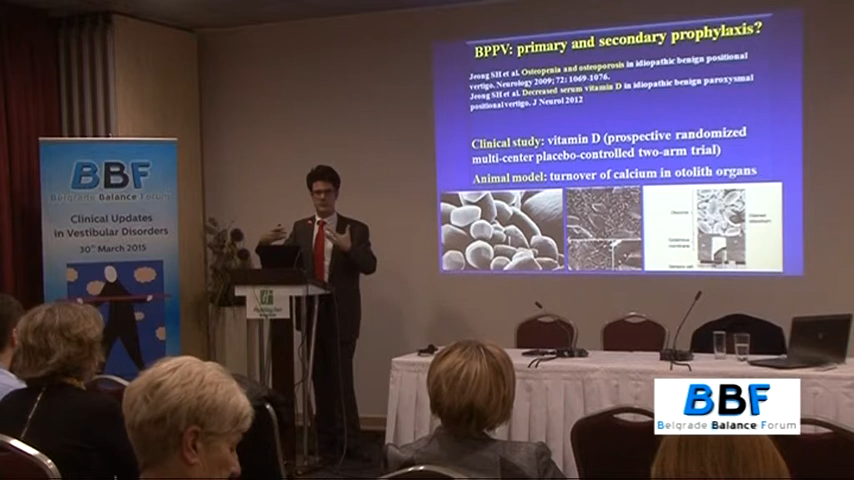 BPPV: primary and secondary prophylaxis?
Jeong SH et al. Osteopenia and osteoporosis in idiopathic benign positional
vertigo. Neurology 2009; 72: 1069-1076.
Jeong SH et al. Decreased serum vitamin D in idiopathic benign paroxysmal
positional vertigo. J Neurol 2012
Clinical study: vitamin D (prospective randomized
multi-center placebo-controlled two-arm trial)
Animal model: turnover of calcium in otolith organs
BBF
Belgrade Balance Forum
Clinical Updates
in Vestibular Disorders
30th March 2015
Holiday Inn
BBF
Belgrade Balance Forum